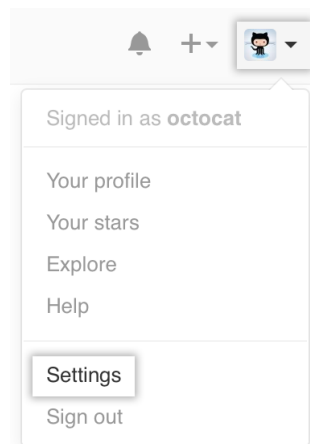 Signed in as octocat
Your profile
Your stars
Explore
Help
Settings
Sign out